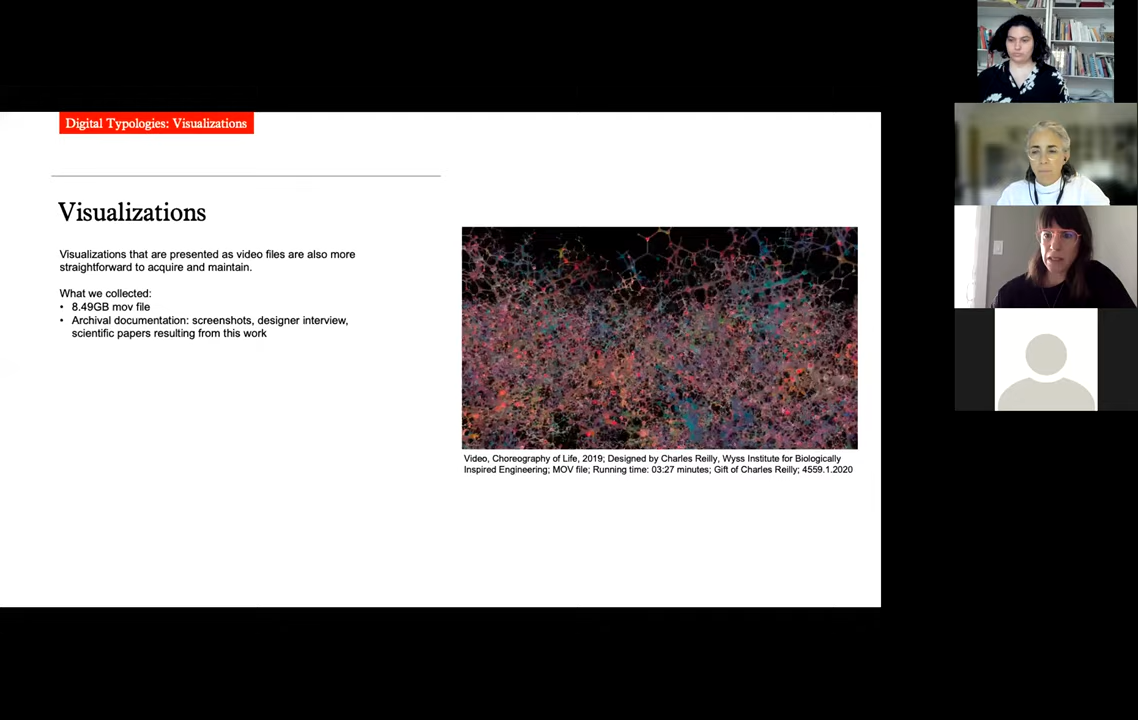 Digital Typologies: Visualizations
Visualizations
Visualizations that are presented as video files are also more
straightforward to acquire and maintain.
What we collected:
• 8.49GB mov file
• Archival documentation: screenshots, designer interview,
scientific papers resulting from this work
Video, Choreography of Life, 2019; Designed by Charles Reilly, Wyss Institute for Biologically
Inspired Engineering; MOV file; Running time: 03:27 minutes; Gift of Charles Reilly; 4559.1.2020